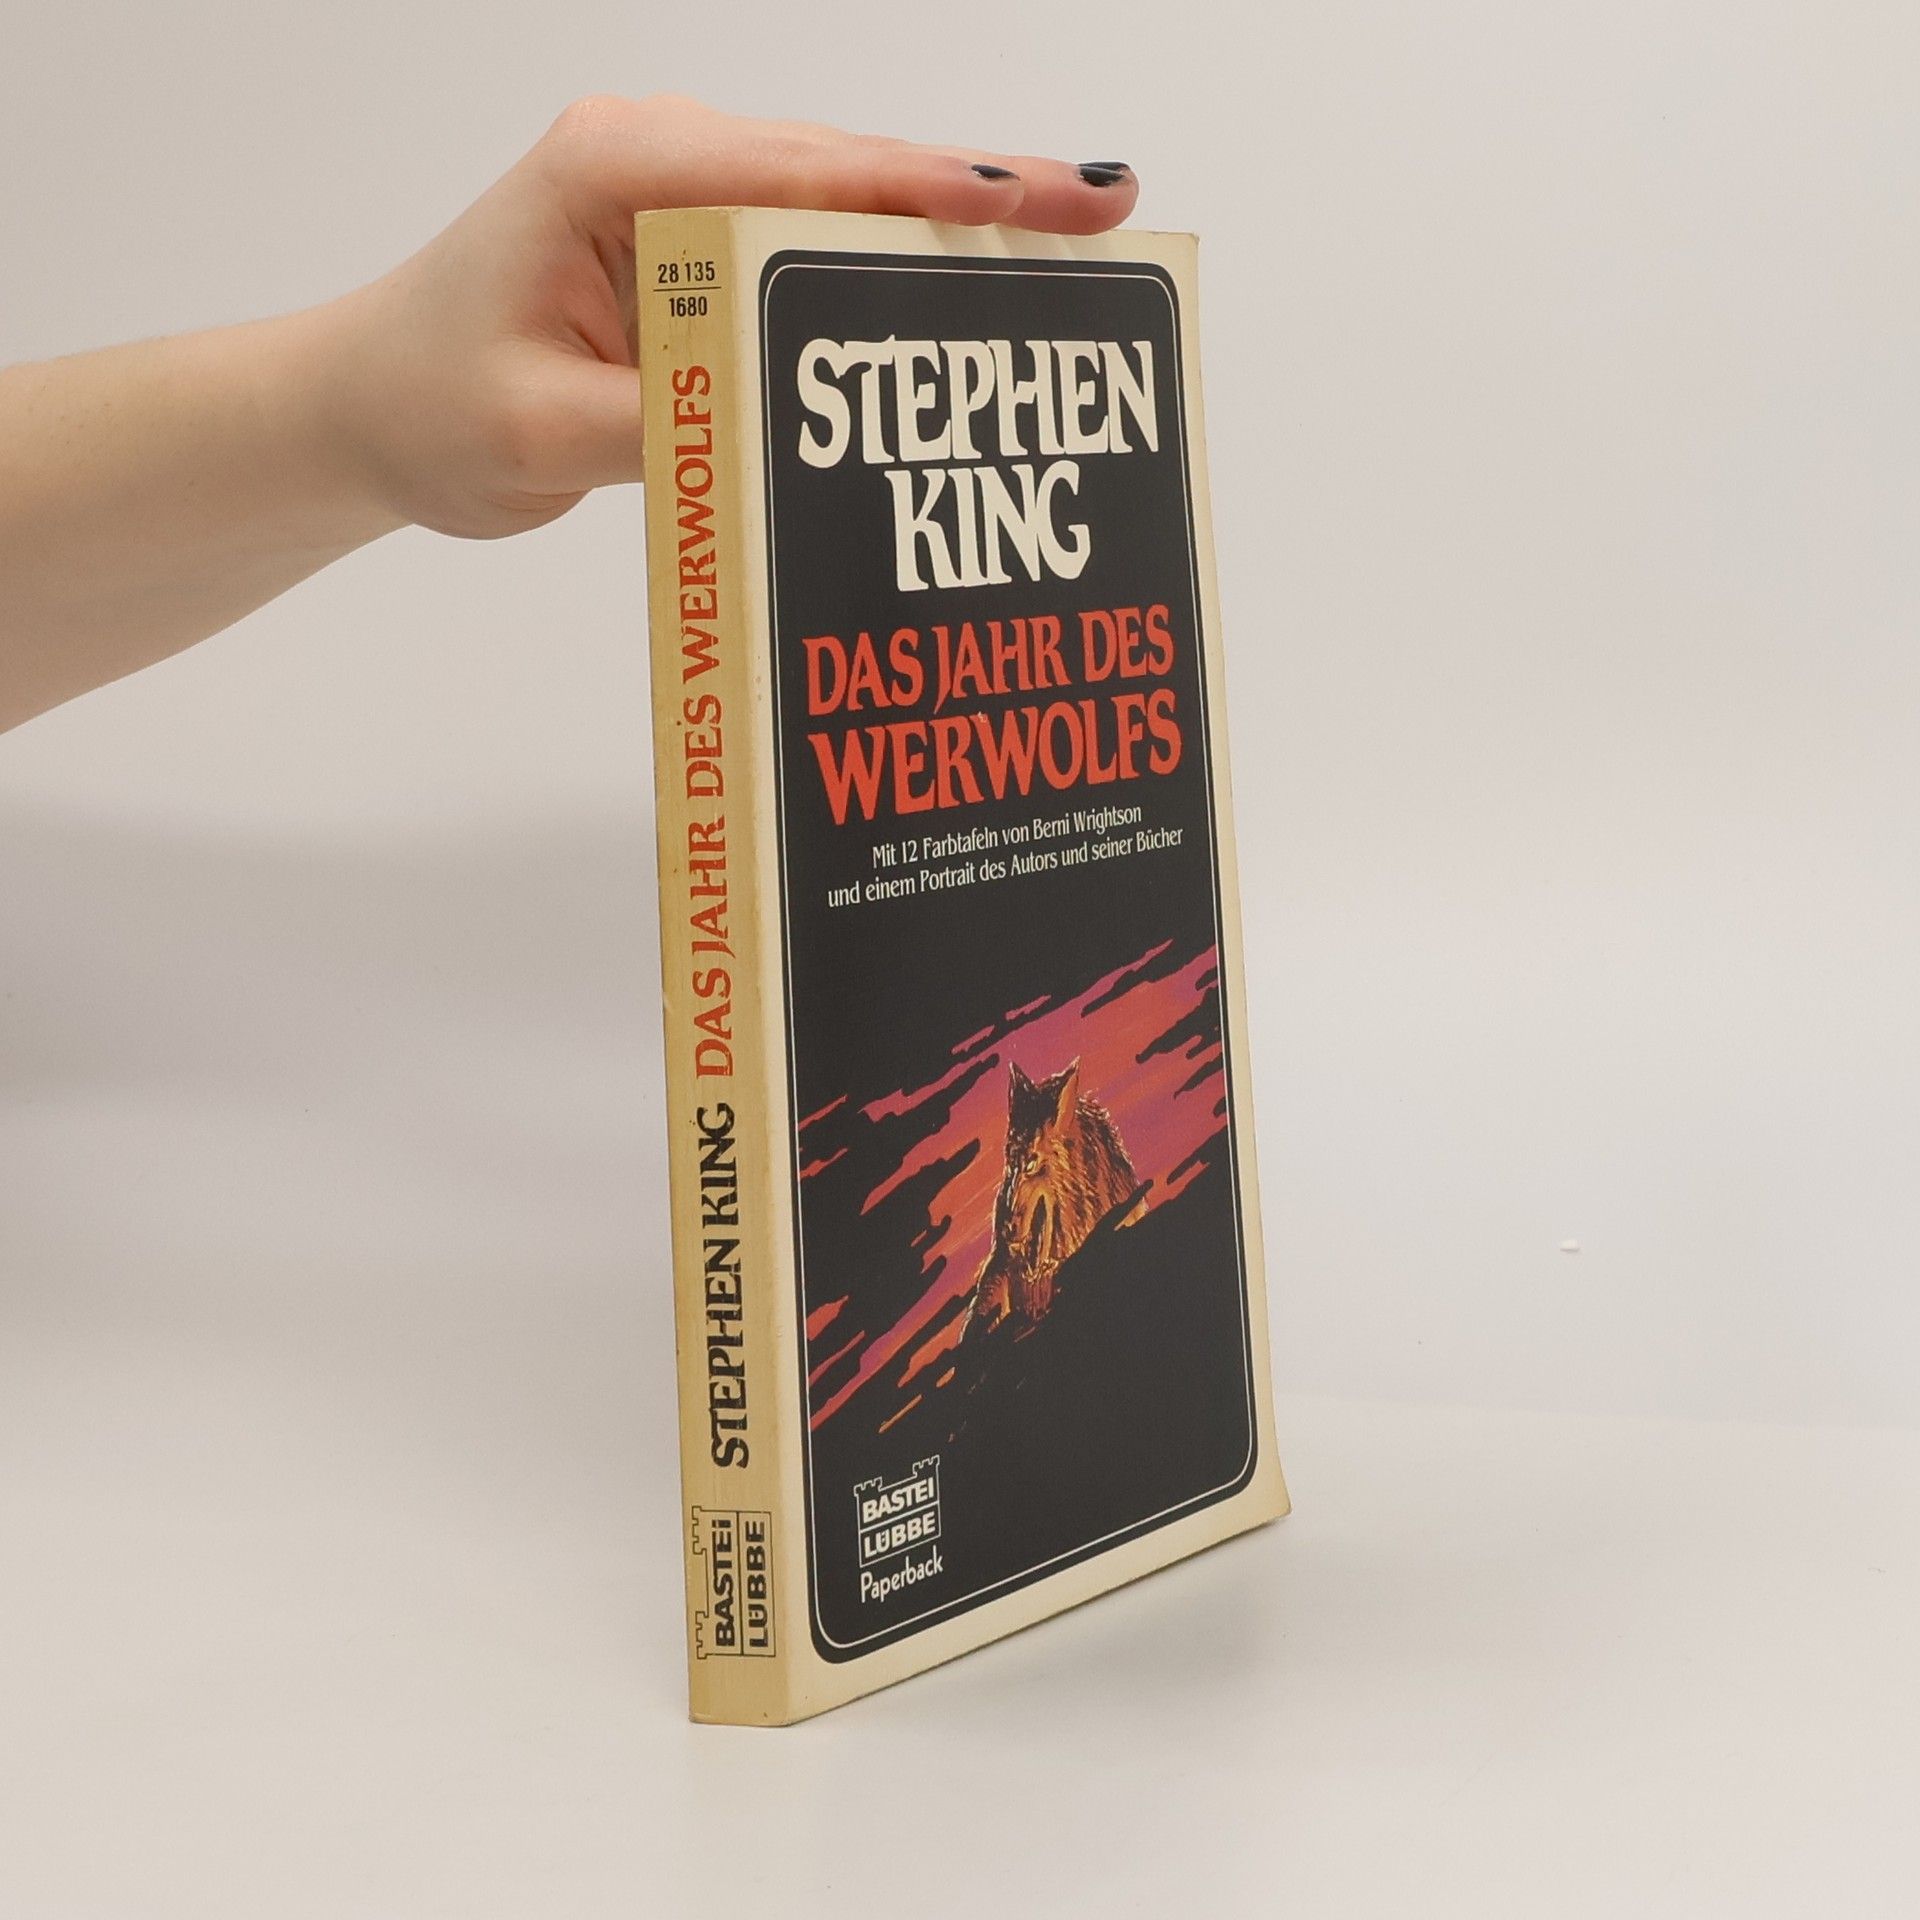 28 135
1680
STEPHEN KING DAS JAHR DES WERWOLFS
BASTEI
LÜBBE
STEPHEN
KING
DAS JAHR DES
WERWOLFS
Mit 12 Farbtafeln von Berni Wrightson
und einem Portrait des Autors und seiner Bücher
BASTEI
LÜBBE
Paperback